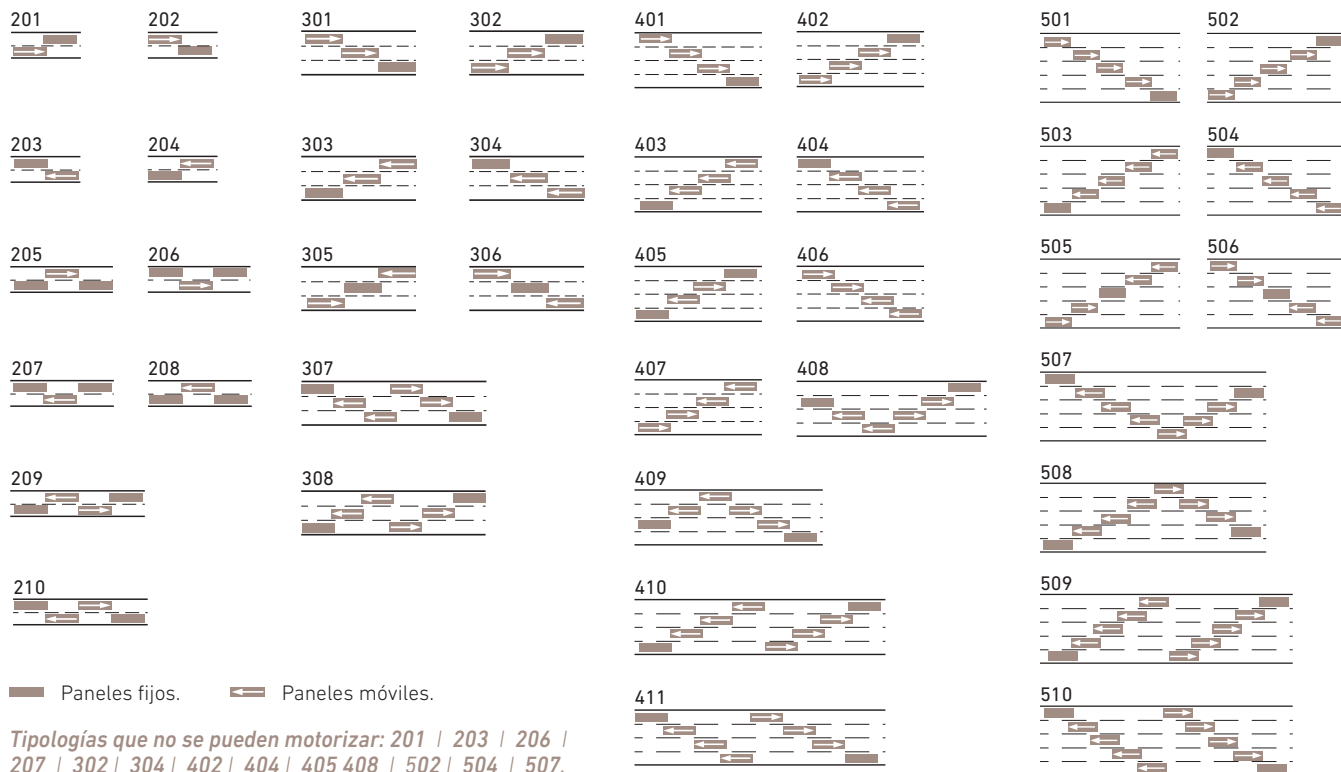 201 202 301 302 401 402 501 502
203 204 303 304 403 404 503 504
205 206 305 306 405 406 505 506
207 208 307 407 408 507
209 308 409 508
210 410 509
Paneles fijos. Paneles móviles.
411 510
Tipologías que no se pueden motorizar: 201 | 203 | 206 |
207 | 302 | 304 | 402 | 404 | 405 408 | 502 | 504 | 507.